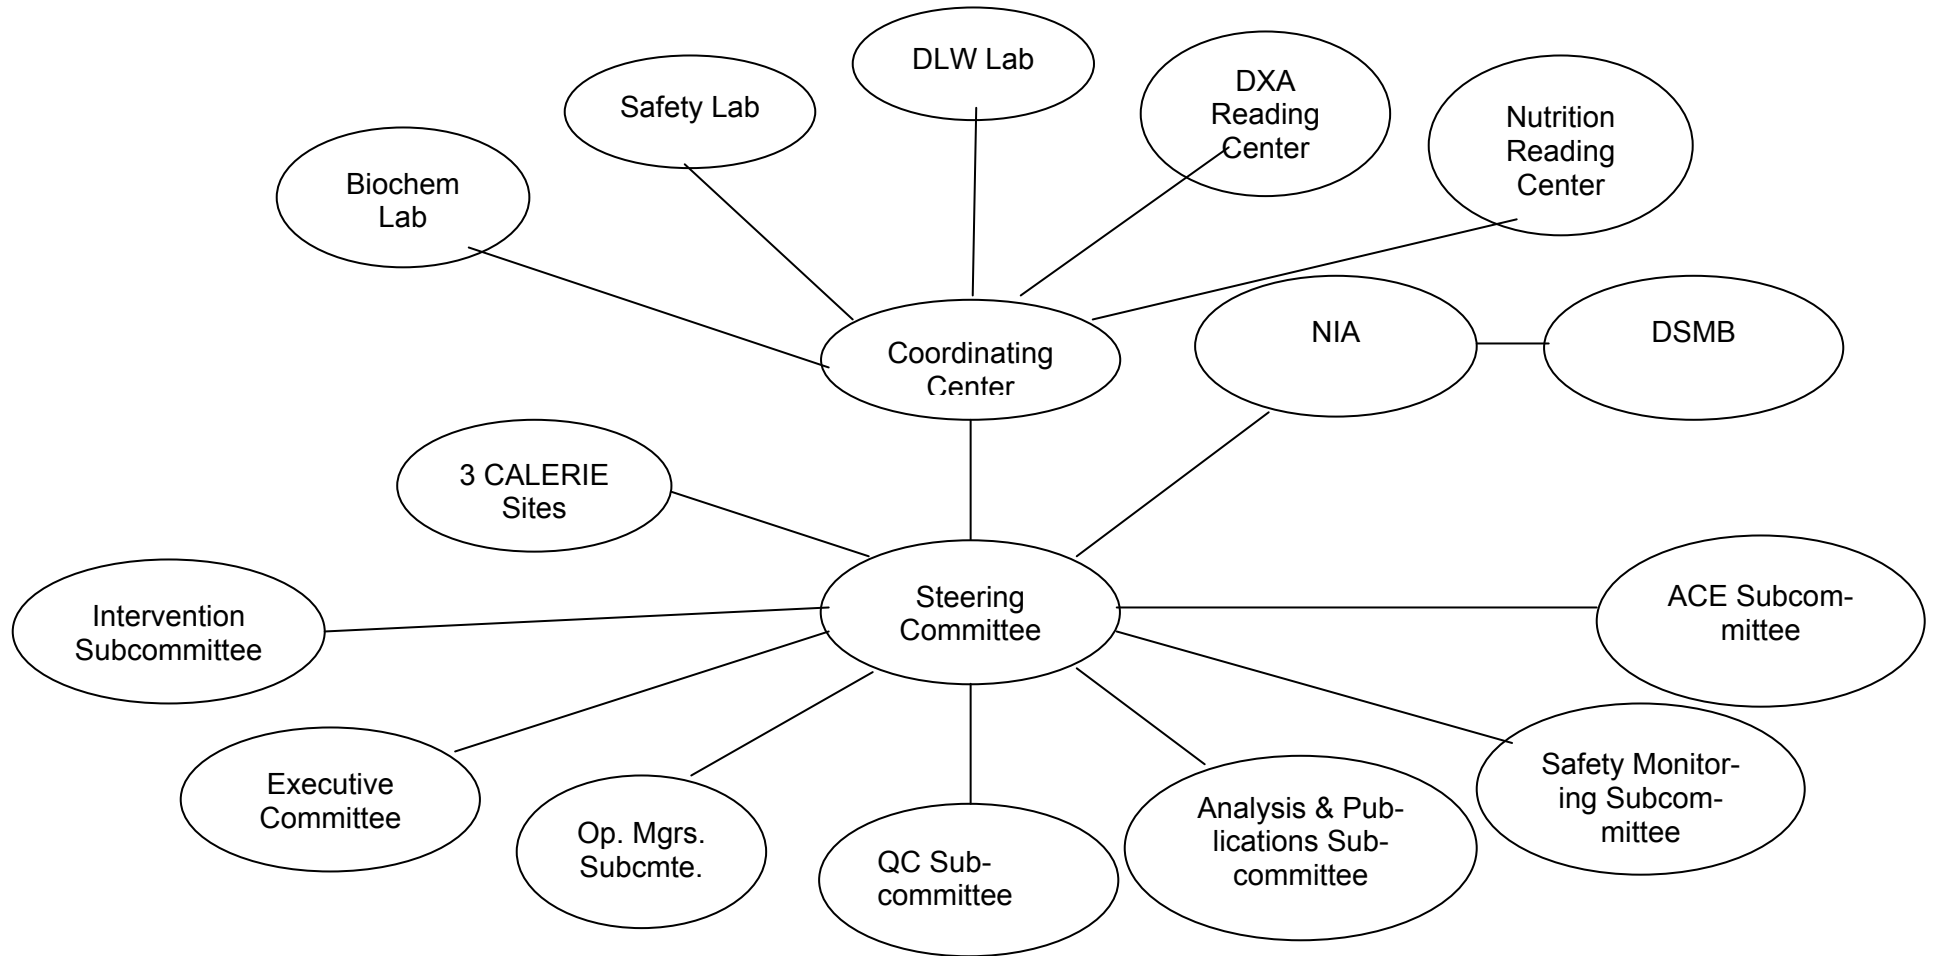 DLW Lab
Safety Lab
DXA
Reading
Center
Nutrition
Reading
Center
Biochem
Lab
Coordinating
Center
NIA
DSMB
3 CALERIE
Sites
Steering
Committee
Intervention
Subcommittee
ACE Subcom-
mittee
Executive
Committee
Op. Mgrs.
Subcmte.
QC Sub-
committee
Analysis & Pub-
lications Sub-
committee
Safety Monitor-
ing Subcom-
mittee